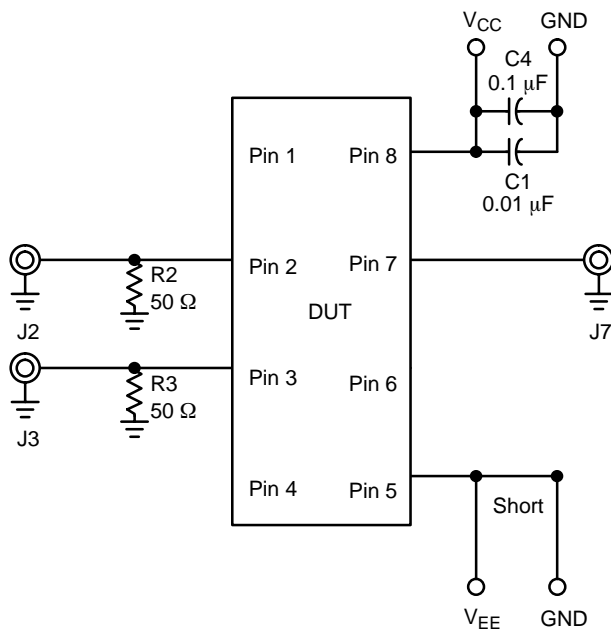 VCC
GND
C4
0.1 μF
Pin 1
Pin 8
C1
0.01 μF
Pin 2
Pin 7
R2
50 Ω
DUT
J2
J7
Pin 3
Pin 6
R3
50 Ω
J3
Pin 4
Pin 5
Short
VEE
GND